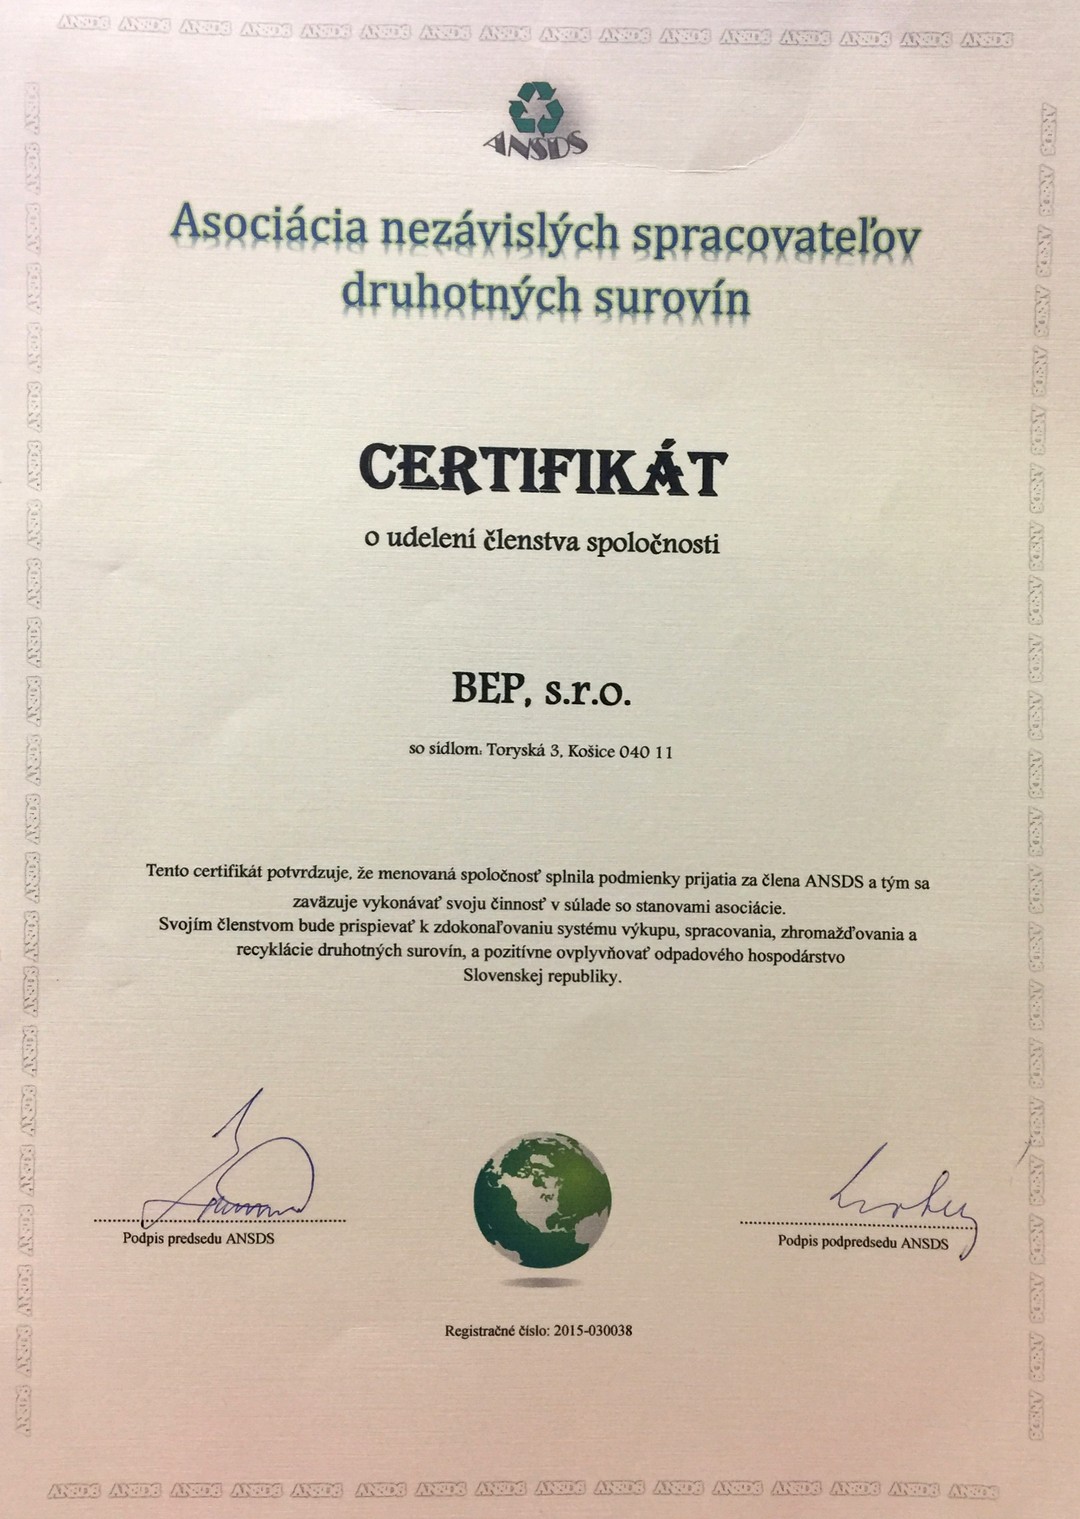 ANSDS
Asociácia nezávislých spracovateľov
druhotných surovín
CERTIFIKÁT
o udelení členstva spoločnosti
BEP, s.r.o.
so sídlom: Toryská 3, Košice 040 11
Tento certifikát potvrdzuje, že menovaná spoločnosť splnila podmienky prijatia za člena ANSDS a tým sa
zaväzuje vykonávať svoju činnosť v súlade so stanovami asociácie.
Svojím členstvom bude prispievať k zdokonaľovaniu systému výkupu, spracovania, zhromažďovania a
recyklácie druhotných surovín, a pozitívne ovplyvňovať odpadového hospodárstvo
Slovenskej republiky.
Podpis predsedu ANSDS
Podpis podpredsedu ANSDS
Registračné číslo: 2015-030038